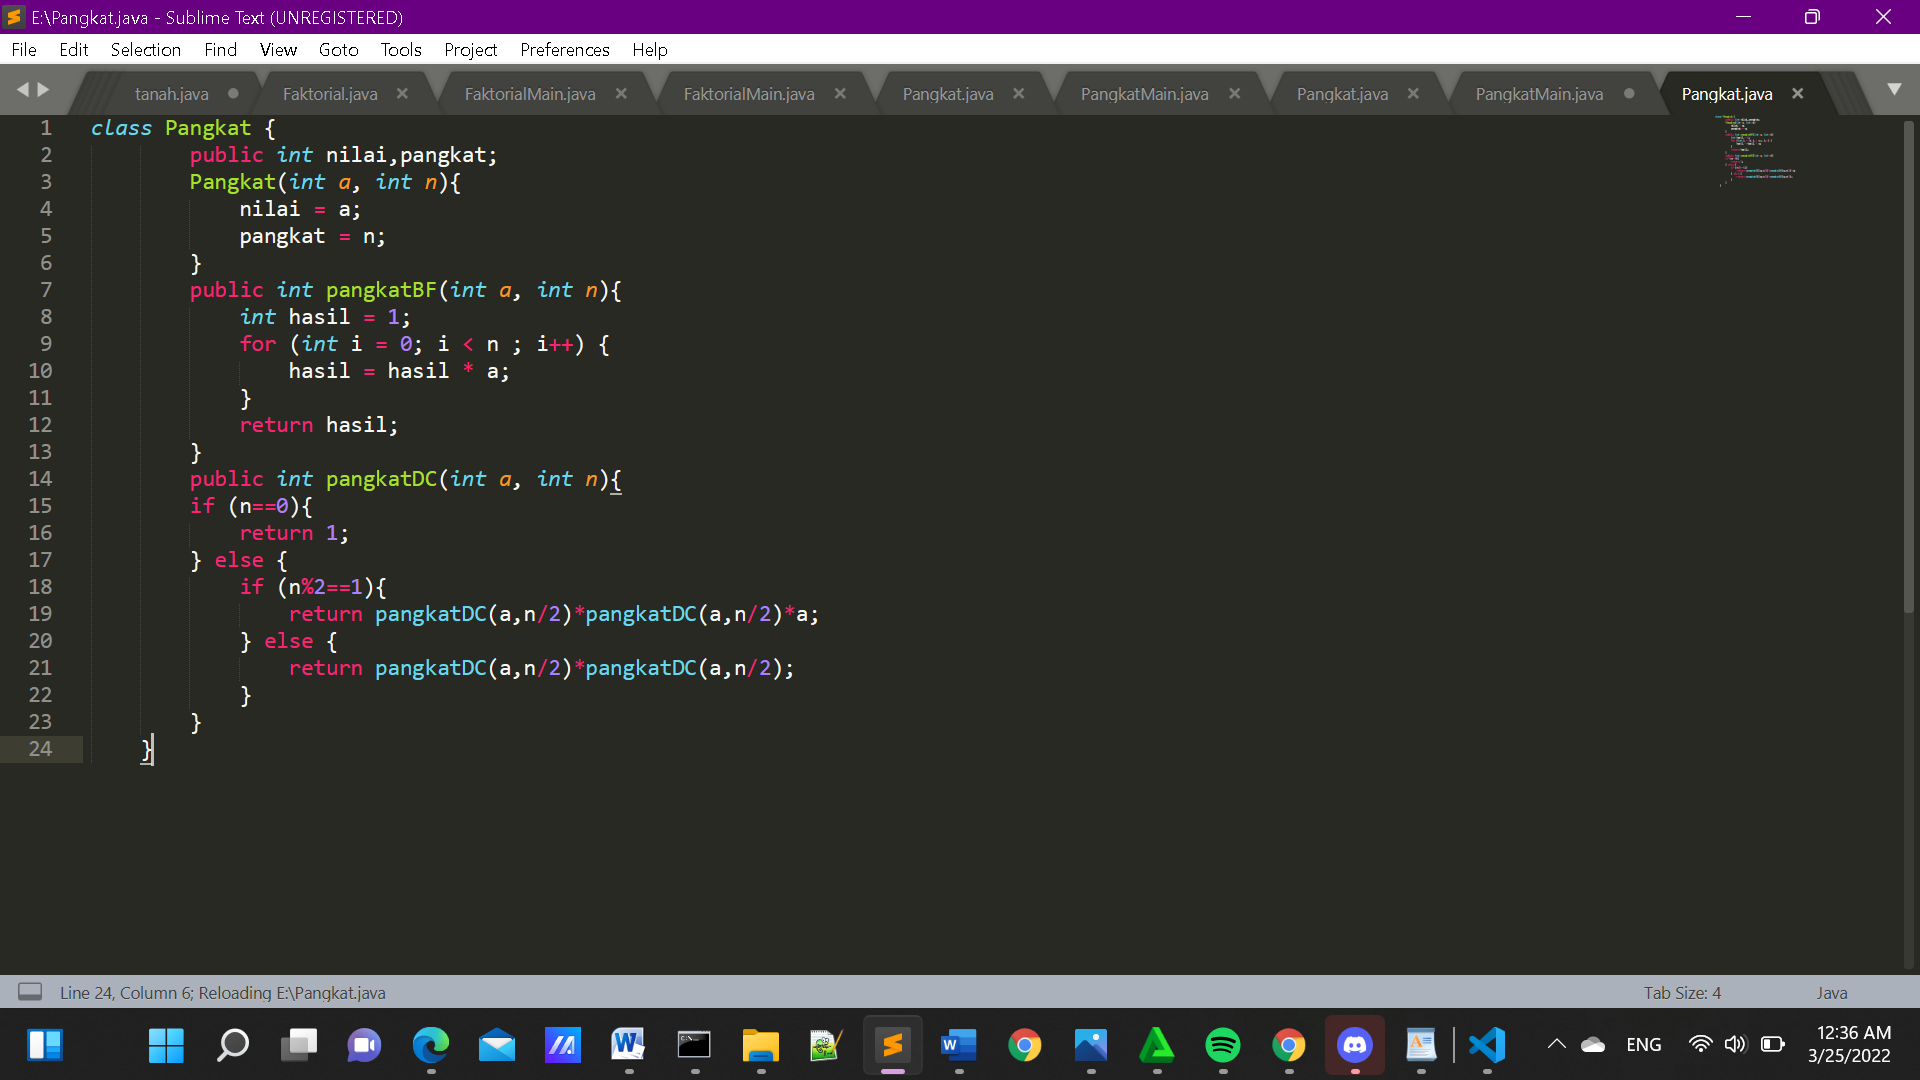 E:\Pangkat.java - Sublime Text (UNREGISTERED)
File Edit Selection Find View Goto Tools Project Preferences Help
tanah.java Faktorial.java FaktorialMain.java FaktorialMain.java Pangkat.java PangkatMain.java Pangkat.java PangkatMain.java Pangkat.java
1 class Pangkat {
2 public int nilai,pangkat;
3 Pangkat(int a, int n){
4 nilai = a;
5 pangkat = n;
6 }
7 public int pangkatBF(int a, int n){
8 int hasil = 1;
9 for (int i = 0; i < n ; i++) {
10 hasil = hasil * a;
11 }
12 return hasil;
13 }
14 public int pangkatDC(int a, int n){
15 if (n==0){
16 return 1;
17 } else {
18 if (n%2==1){
19 return pangkatDC(a,n/2)*pangkatDC(a,n/2)*a;
20 } else {
21 return pangkatDC(a,n/2)*pangkatDC(a,n/2);
22 }
23 }
24 }
Line 24, Column 6; Reloading E:\Pangkat.java Tab Size: 4 Java
ENG 12:36 AM
3/25/2022